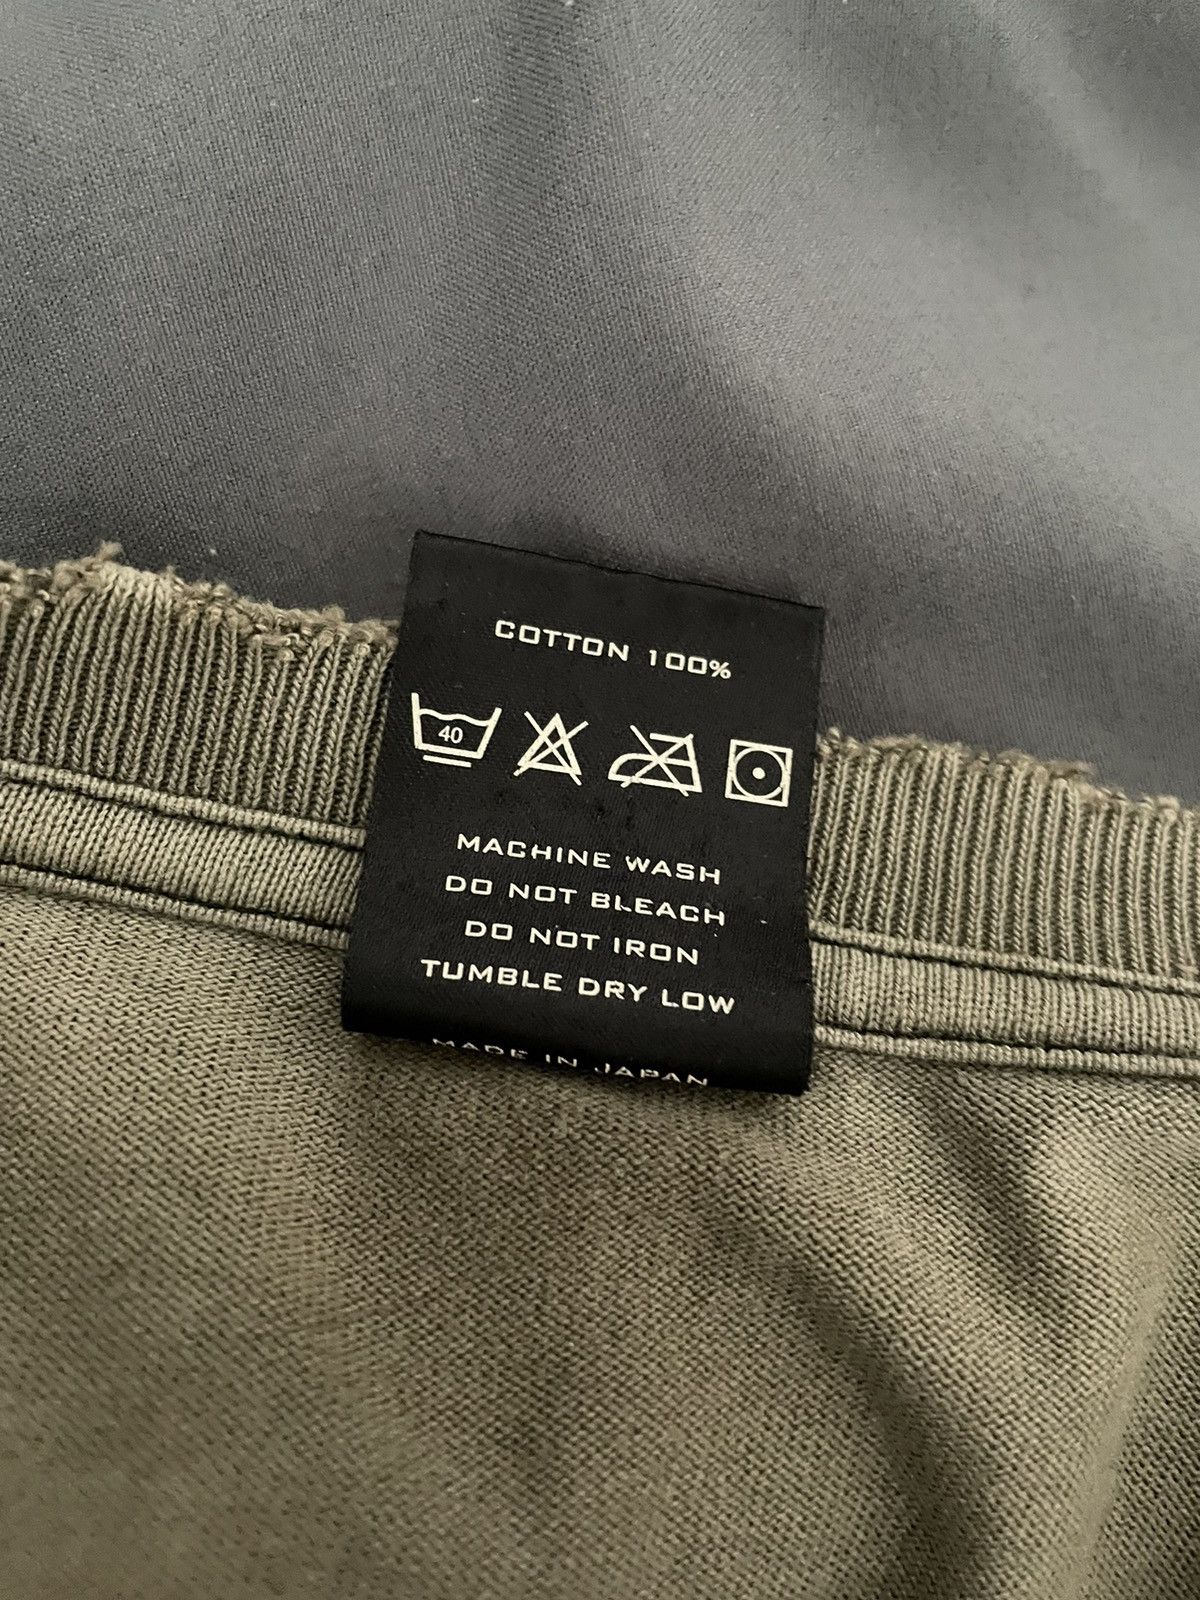 COTTON 100%
40
MACHINE WASH
DO NOT BLEACH
DO NOT IRON
TUMBLE DRY LOW
MADE IN JAPAN